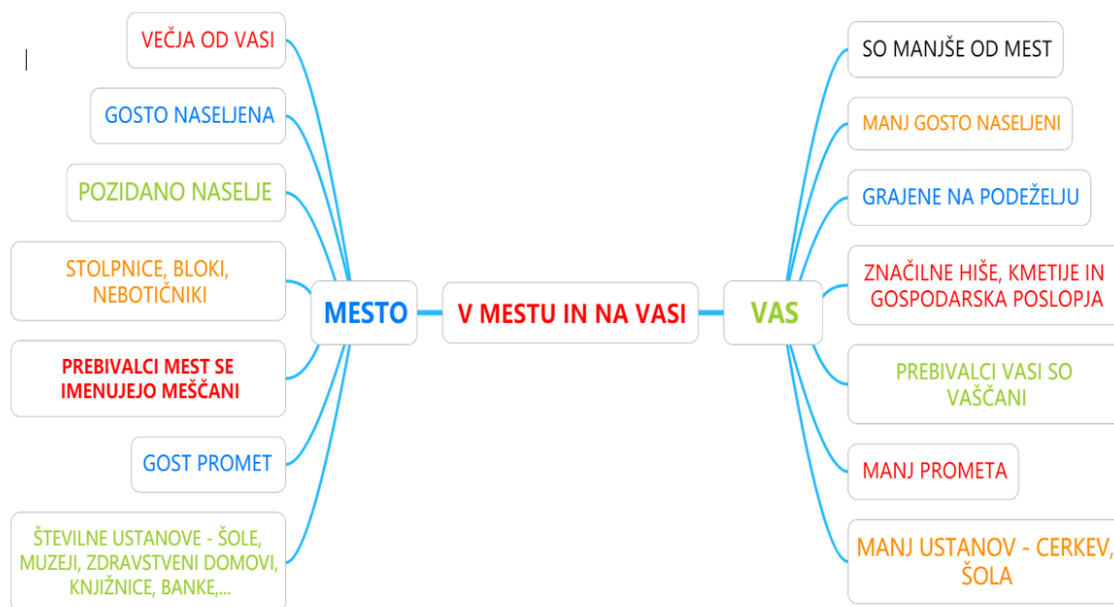 VEČJA OD VASI
GOSTO NASELJENA
POZIDANO NASELJE
STOLPNICE, BLOKI,
NEBOTIČNIKI
PREBIVALCI MEST SE
IMENUJEJO MEŠČANI
GOST PROMET
ŠTEVILNE USTANOVE - ŠOLE,
MUZEJI, ZDRAVSTVENI DOMOVI,
KNJIŽNICE, BANKE,...
MESTO
V MESTU IN NA VASI
VAS
SO MANJŠE OD MEST
MANJ GOSTO NASELJENI
GRAJENE NA PODEŽELJU
ZNAČILNE HIŠE, KMETIJE IN
GOSPODARSKA POSLOPJA
PREBIVALCI VASI SO
VAŠČANI
MANJ PROMETA
MANJ USTANOV - CERKEV,
ŠOLA